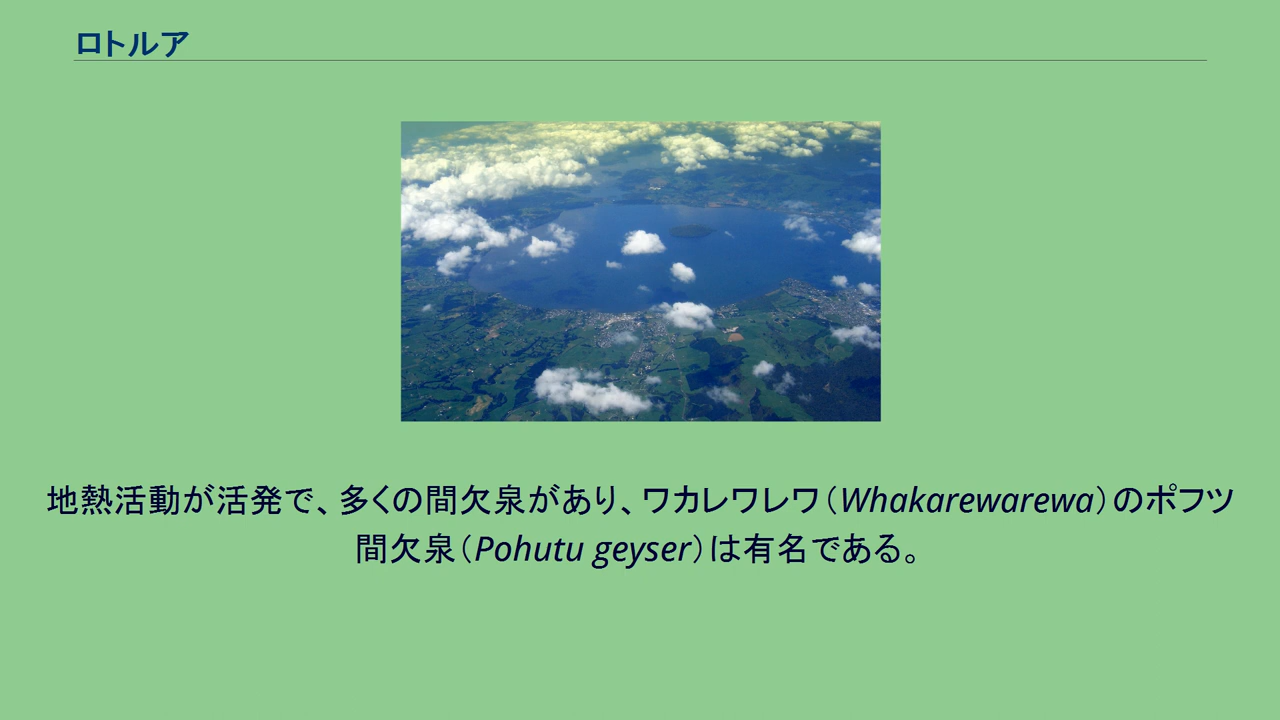 ロトルア
地熱活動が活発で、多くの間欠泉があり、ワカレワレワ（Whakarewarewa）のポフツ
間欠泉（Pohutu geyser）は有名である。